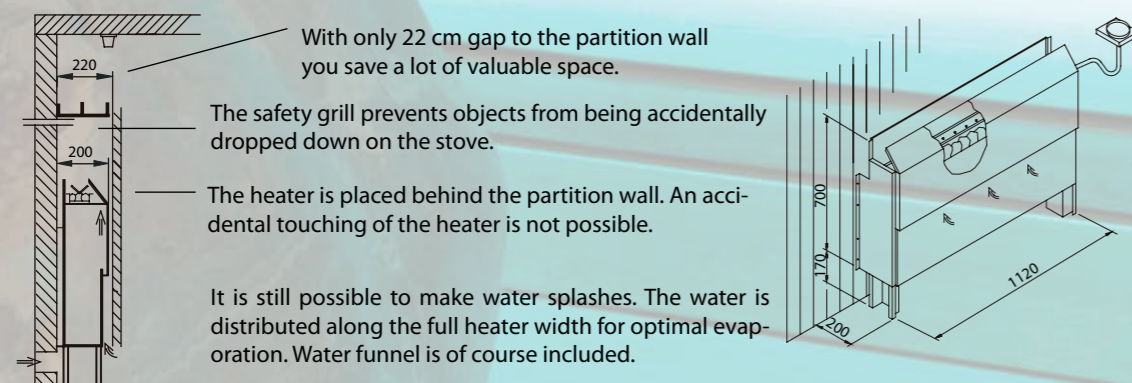 With only 22 cm gap to the partition wall
you save a lot of valuable space.
220
The safety grill prevents objects from being accidentally
dropped down on the stove.
200
The heater is placed behind the partition wall. An acci-
dental touching of the heater is not possible.
It is still possible to make water splashes. The water is
distributed along the full heater width for optimal evap-
oration. Water funnel is of course included.
700
170
200
1120